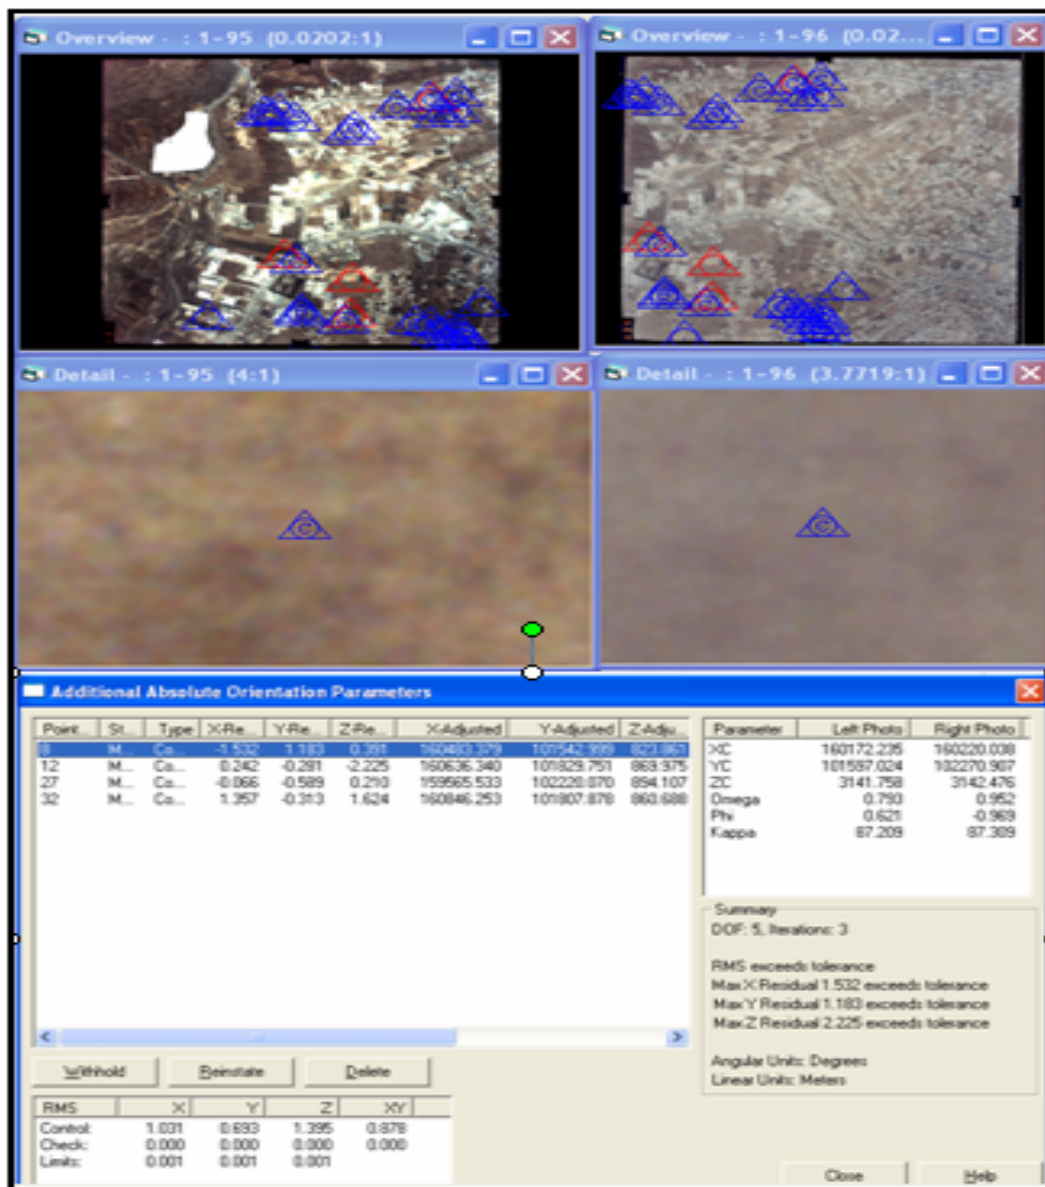 Overview - : 1-95 (0.0202:1)
Overview - : 1-96 (0.02...
Detail - : 1-95 (4:1)
Detail - : 1-96 (3.7719:1)
Additional Absolute Orientation Parameters
Point... St... Type X-Re... Y-Re... Z-Re... X-Adjusted Y-Adjusted Z-Adju...
8 M... Co... -1.532 1.183 0.391 160483.379 101542.999 823.861
12 M... Co... 0.242 -0.281 -2.225 160636.340 101829.751 869.975
27 M... Co... -0.066 -0.589 0.210 159565.533 102220.070 894.107
32 M... Co... 1.357 -0.313 1.624 160846.253 101807.878 860.688
Parameter Left Photo Right Photo
XC 160172.235 160220.038
YC 101597.024 102270.907
ZC 3141.758 3142.476
Omega 0.793 0.952
Phi 0.621 -0.969
Kappa 87.209 87.309
Summary
DOF: 5, Iterations: 3
RMS exceeds tolerance
Max X Residual 1.532 exceeds tolerance
Max Y Residual 1.183 exceeds tolerance
Max Z Residual 2.225 exceeds tolerance
Angular Units: Degrees
Linear Units: Meters
Withhold Reinstate Delete
RMS X Y Z XY
Control: 1.031 0.693 1.395 0.878
Check: 0.000 0.000 0.000 0.000
Limits: 0.001 0.001 0.001
Close Help